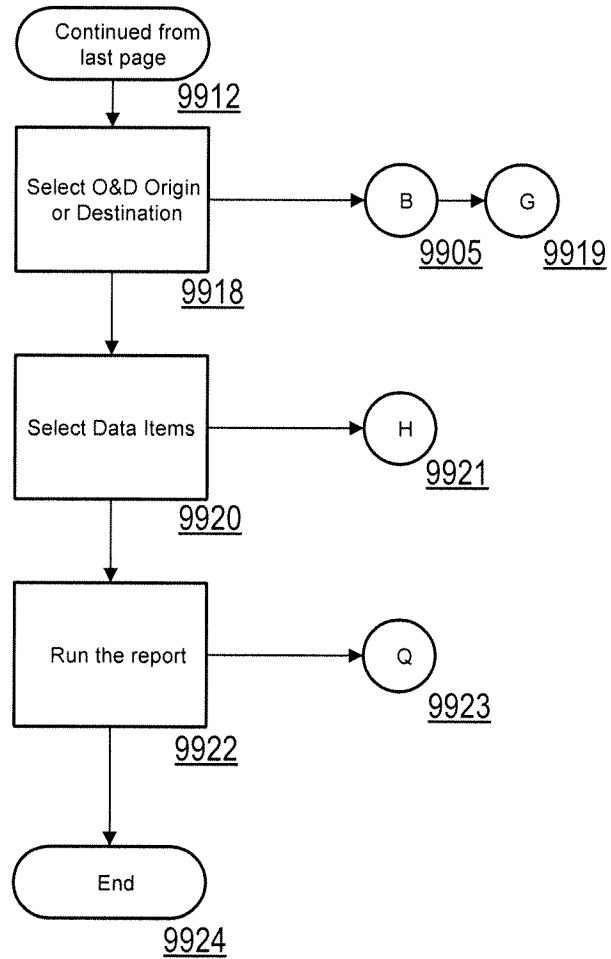 Continued from
last page
9912
Select O&D Origin
or Destination
B
G
9905
9919
9918
Select Data Items
H
9921
9920
Run the report
Q
9923
9922
End
9924